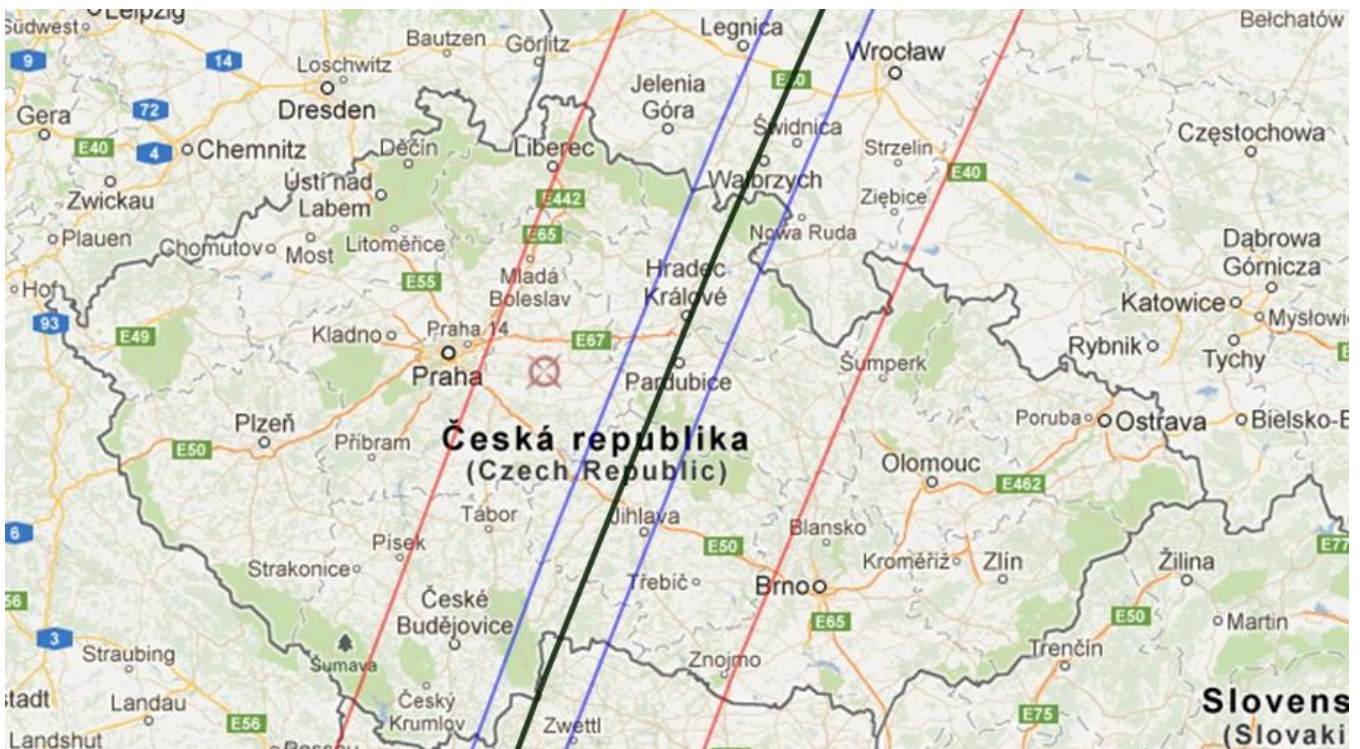 Leipzig
Südwest
Bełchatów
Legnica
Bautzen
Görlitz
Wrocław
9
14
Loschwitz
E40
Dresden
Jelenia
Góra
72
Gera
Świdnica
Częstochowa
E40
4
Chemnitz
Děčín
Liberec
Strzelin
Wałbrzych
E40
Zwickau
Ústí nad
Labem
E442
Ziębice
Plauen
Chomutov
Most
Litoměřice
E65
Nowa Ruda
Dąbrowa
Górnicza
Hof
E55
Mladá
Boleslav
Hradec
Králové
Katowice
93
E49
Kladno
Praha 14
E67
Mysłowic
Rybnik
Tychy
Praha
Pardubice
Šumperk
Plzeň
Poruba
Ostrava
Bielsko-B
E50
Příbram
Česká republika
(Czech Republic)
Olomouc
E462
6
Tábor
Jihlava
Blansko
E77
Písek
E50
Strakonice
Třebíč
Brno
Kroměříž
Zlín
Žilina
56
České
Budějovice
E65
E50
Martin
3
Straubing
Šumava
Znojmo
Trenčín
stadt
Landau
Český
Krumlov
Zwettl
Slovens
(Slovaki
E56
E75
Landshut
Passau